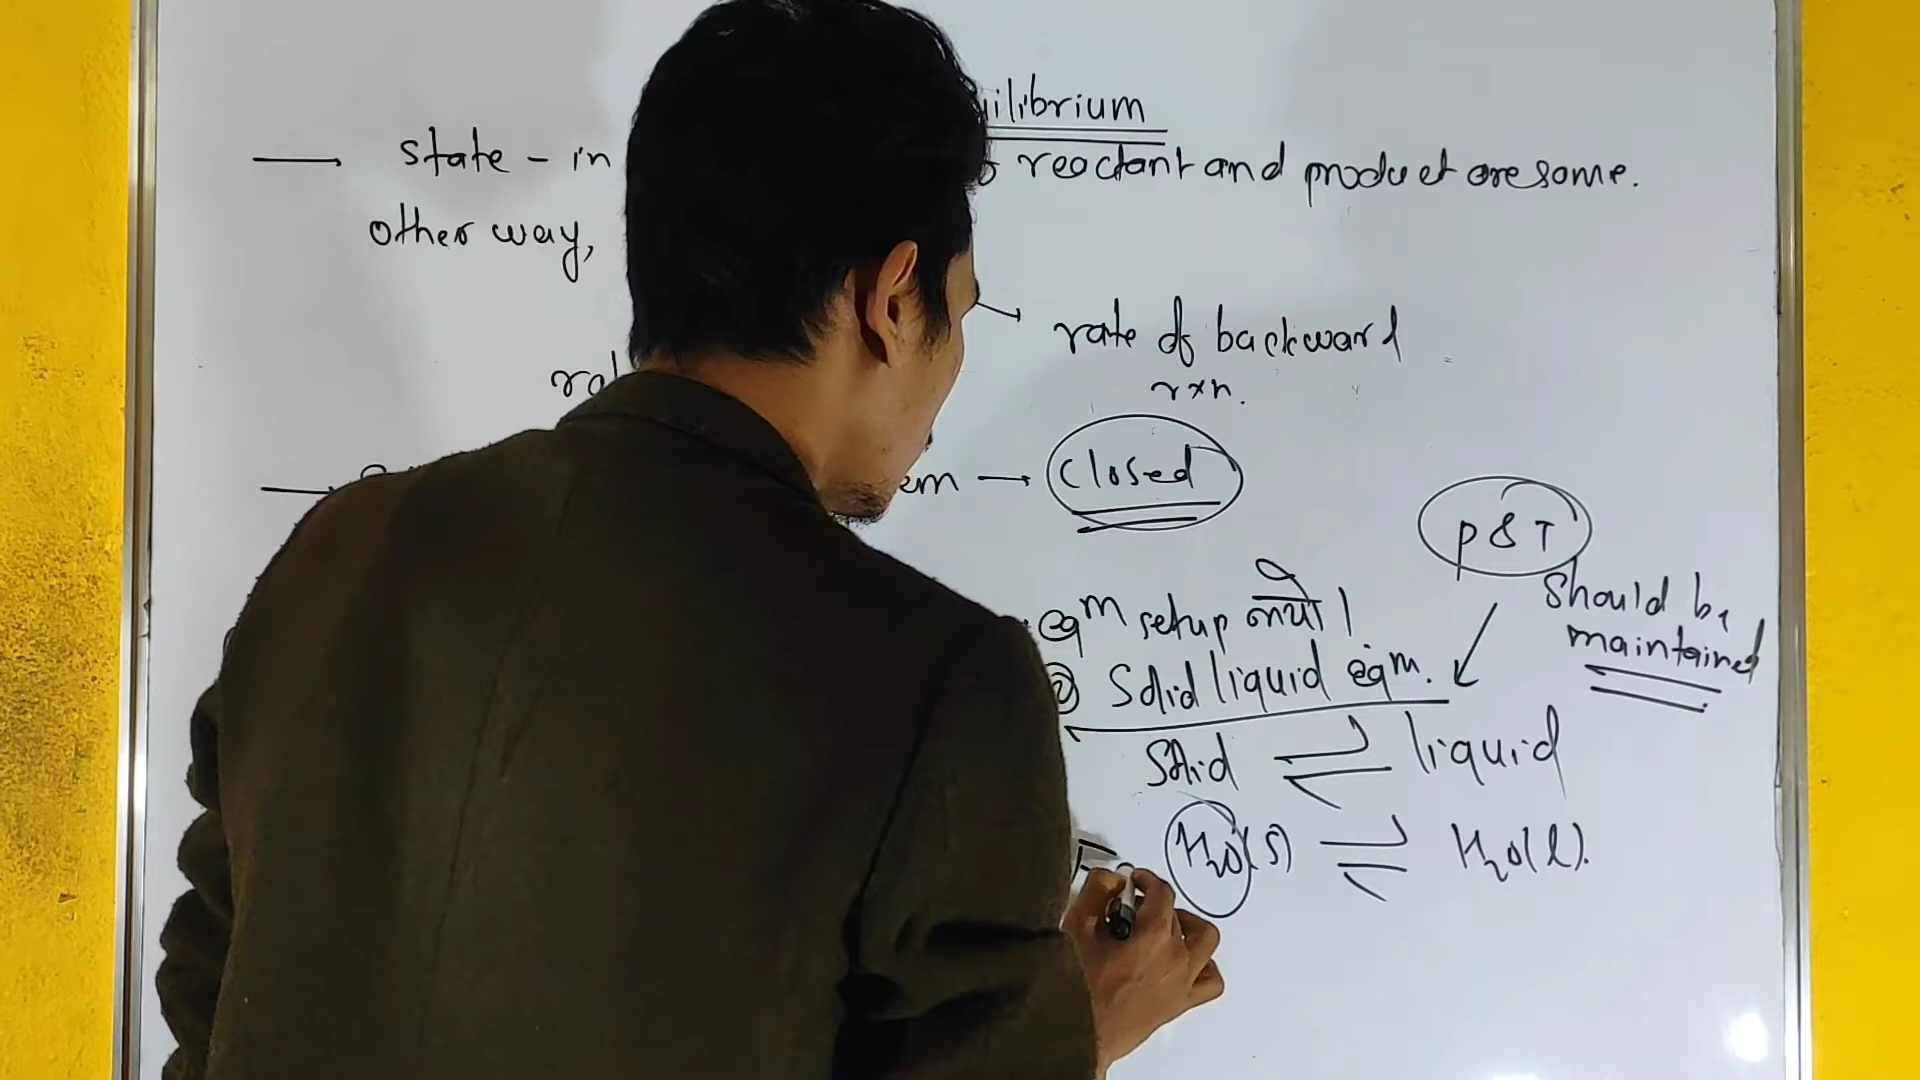 uilibrium
state - in reactant and product are same.
other way,
rate of backward
rxn.
em → closed
P & T
should be
maintained
eqm setup भयो।
② Solid liquid eqm.
Solid ⇌ liquid
H2O(s) ⇌ H2O(l).